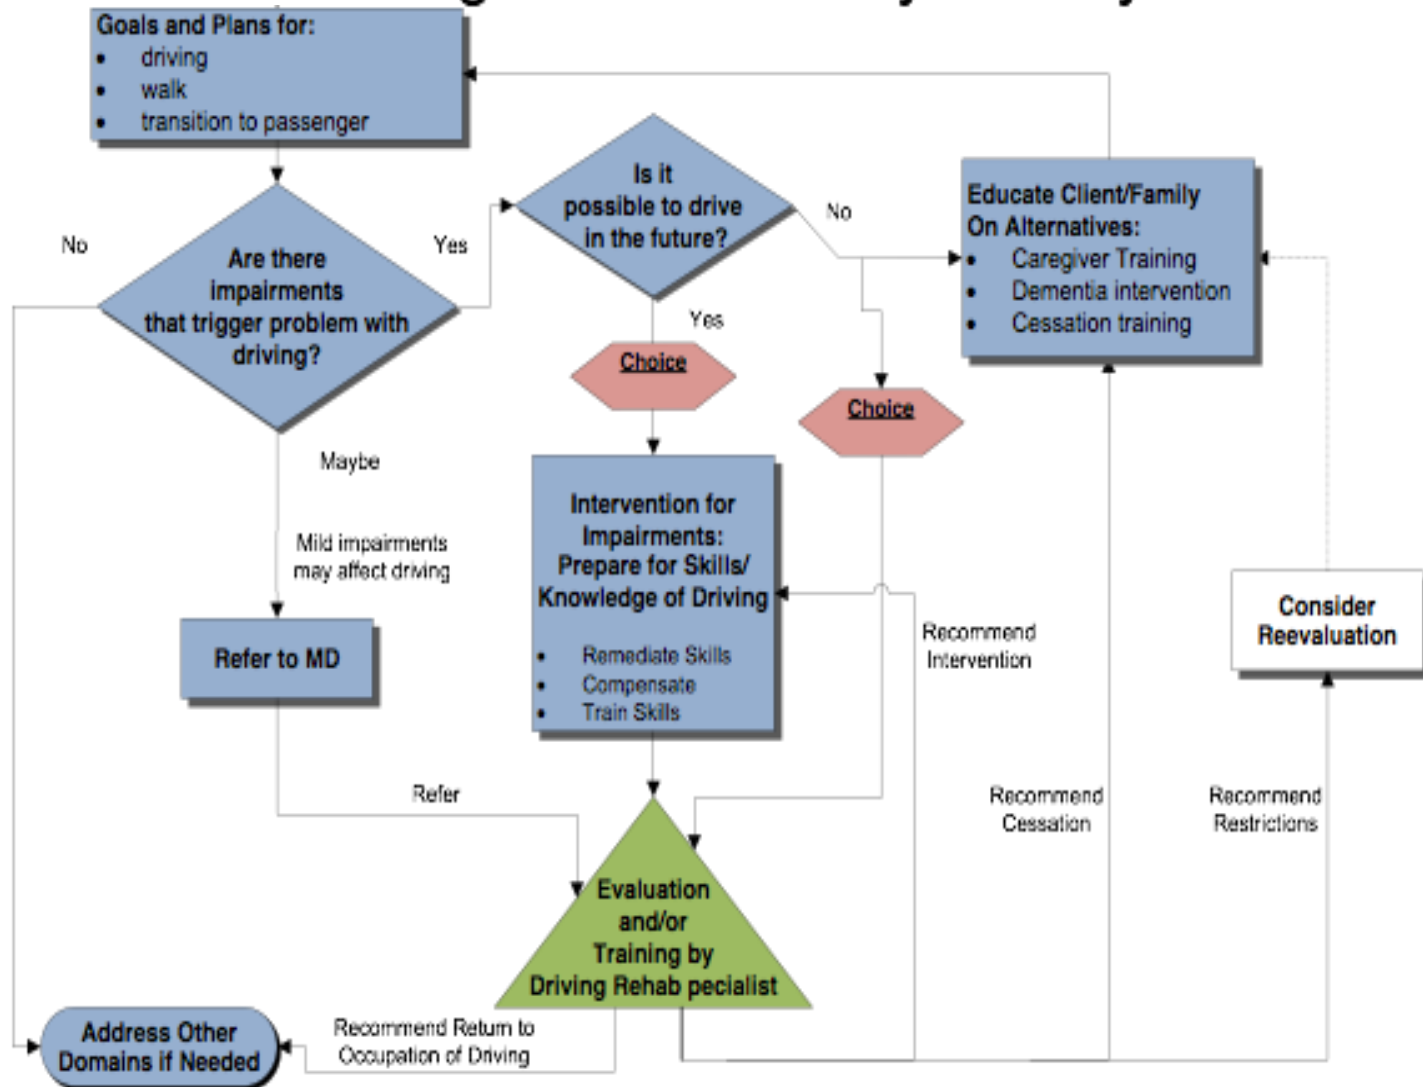 Goals and Plans for:
• driving
• walk
• transition to passenger
Is it
possible to drive
in the future?
No
Educate Client/Family
On Alternatives:
• Caregiver Training
• Dementia intervention
• Cessation training
No
Yes
Are there
impairments
that trigger problem with
driving?
Yes
Choice
Choice
Maybe
Mild impairments
may affect driving
Intervention for
Impairments:
Prepare for Skills/
Knowledge of Driving
• Remediate Skills
• Compensate
• Train Skills
Refer to MD
Recommend
Intervention
Consider
Reevaluation
Refer
Recommend
Cessation
Recommend
Restrictions
Evaluation
and/or
Training by
Driving Rehab pecialist
Address Other
Domains if Needed
Recommend Return to
Occupation of Driving